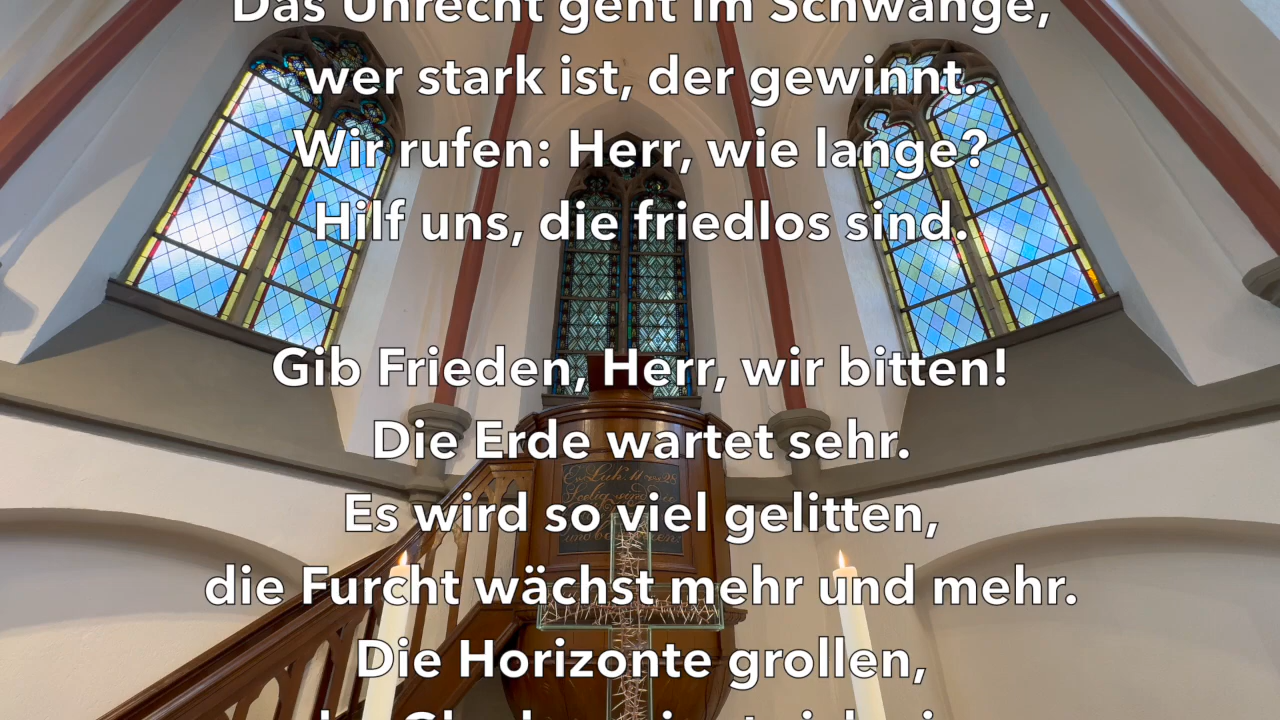 Das Unrecht geht im Schwange,
wer stark ist, der gewinnt.
Wir rufen: Herr, wie lange?
Hilf uns, die friedlos sind.
Gib Frieden, Herr, wir bitten!
Die Erde wartet sehr.
Es wird so viel gelitten,
die Furcht wächst mehr und mehr.
Die Horizonte grollen,